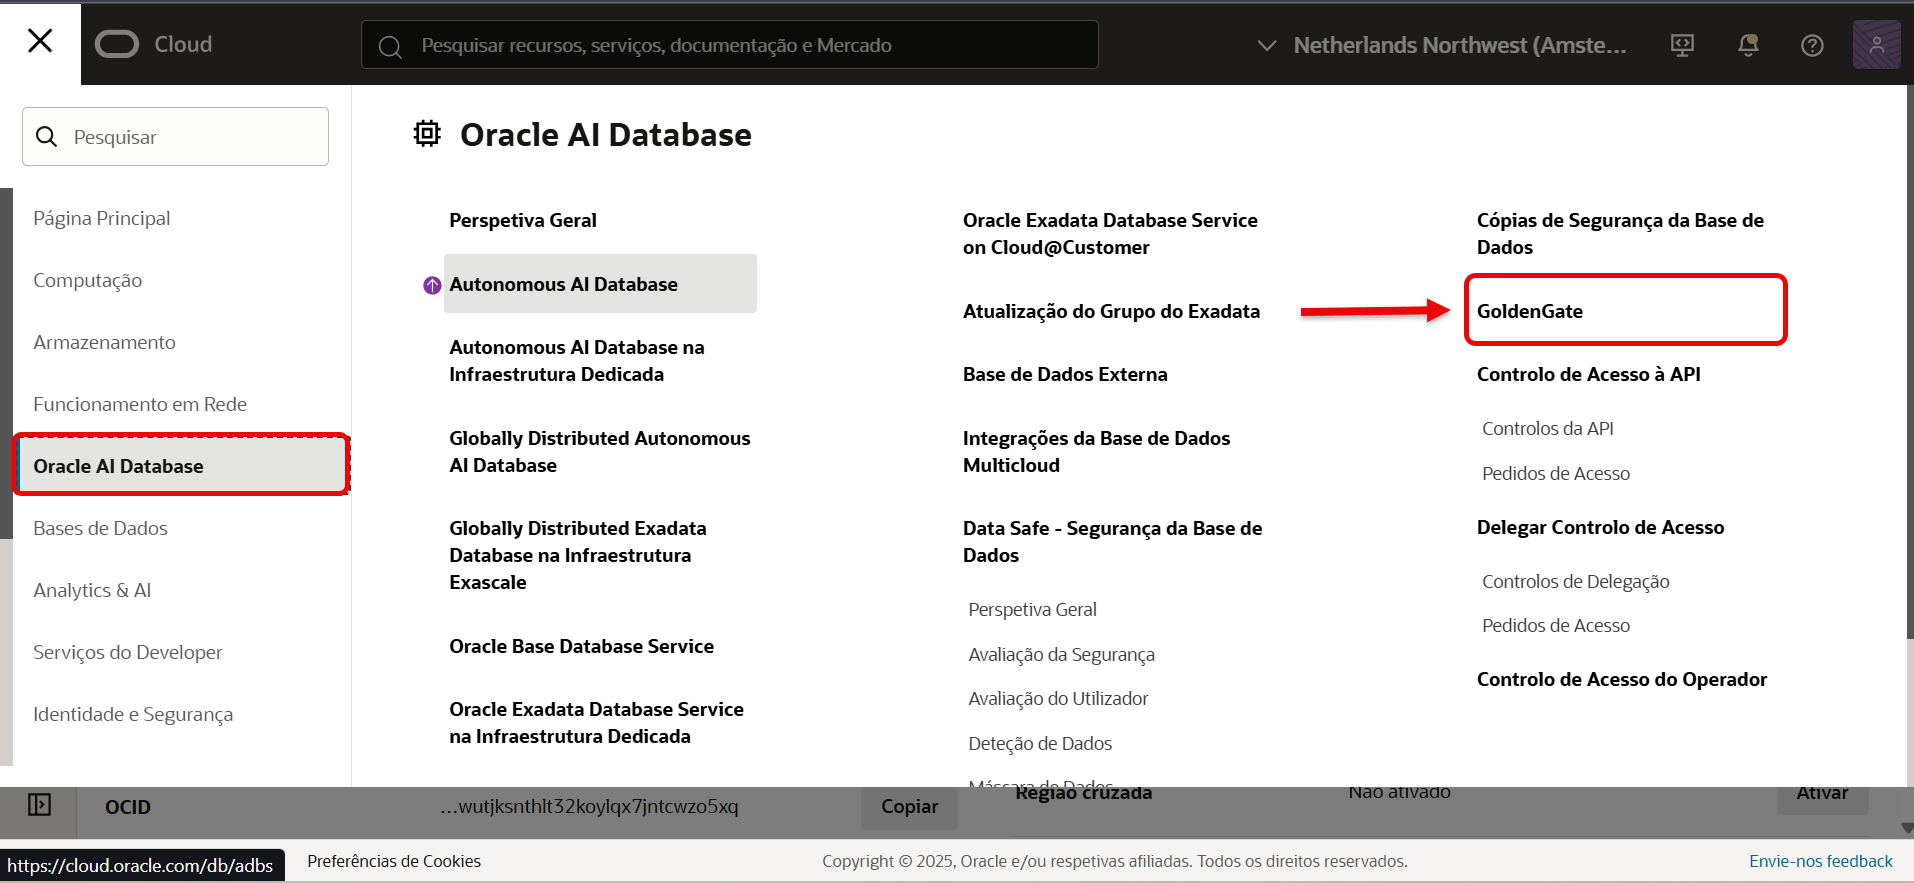 Cloud
Pesquisar recursos, serviços, documentação e Mercado
Netherlands Northwest (Amste...
Pesquisar
Página Principal
Computação
Armazenamento
Funcionamento em Rede
Oracle AI Database
Bases de Dados
Analytics & AI
Serviços do Developer
Identidade e Segurança
Oracle AI Database
Perspetiva Geral
Autonomous AI Database
Autonomous AI Database na
Infraestrutura Dedicada
Globally Distributed Autonomous
AI Database
Globally Distributed Exadata
Database na Infraestrutura
Exascale
Oracle Base Database Service
Oracle Exadata Database Service
na Infraestrutura Dedicada
Oracle Exadata Database Service
on Cloud@Customer
Atualização do Grupo do Exadata
Base de Dados Externa
Integrações da Base de Dados
Multicloud
Data Safe - Segurança da Base de
Dados
Perspetiva Geral
Avaliação da Segurança
Avaliação do Utilizador
Deteção de Dados
Máscara de Dados
Cópias de Segurança da Base de
Dados
GoldenGate
Controlo de Acesso à API
Controlos da API
Pedidos de Acesso
Delegar Controlo de Acesso
Controlos de Delegação
Pedidos de Acesso
Controlo de Acesso do Operador
OCID
...wutjksnthlt32koylqx7jntcwzo5xq
Copiar
Região cruzada
Não ativado
Ativar
https://cloud.oracle.com/db/adbs
Preferências de Cookies
Copyright © 2025, Oracle e/ou respetivas afiliadas. Todos os direitos reservados.
Envie-nos feedback